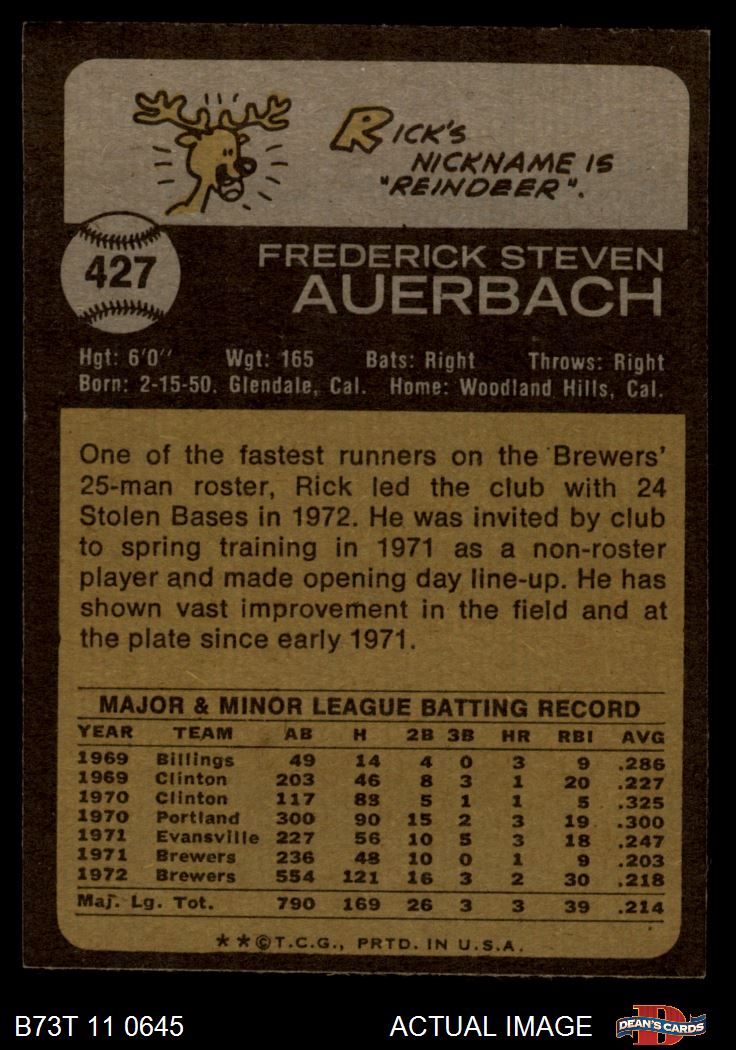 RICK'S
NICKNAME IS
"REINDEER".
427
FREDERICK STEVEN
AUERBACH
Hgt: 6'0" Wgt: 165 Bats: Right Throws: Right
Born: 2-15-50. Glendale, Cal. Home: Woodland Hills, Cal.
One of the fastest runners on the Brewers'
25-man roster, Rick led the club with 24
Stolen Bases in 1972. He was invited by club
to spring training in 1971 as a non-roster
player and made opening day line-up. He has
shown vast improvement in the field and at
the plate since early 1971.
MAJOR & MINOR LEAGUE BATTING RECORD
YEAR TEAM AB H 2B 3B HR RBI AVG
1969 Billings 49 14 4 0 3 9 .286
1969 Clinton 203 46 8 3 1 20 .227
1970 Clinton 117 38 5 1 1 5 .325
1970 Portland 300 90 15 2 3 19 .300
1971 Evansville 227 56 10 5 3 18 .247
1971 Brewers 236 48 10 0 1 9 .203
1972 Brewers 554 121 16 3 2 30 .218
Maj. Lg. Tot. 790 169 26 3 3 39 .214
**©T.C.G., PRTD. IN U.S.A.
B73T 11 0645 ACTUAL IMAGE
DEAN'S CARDS